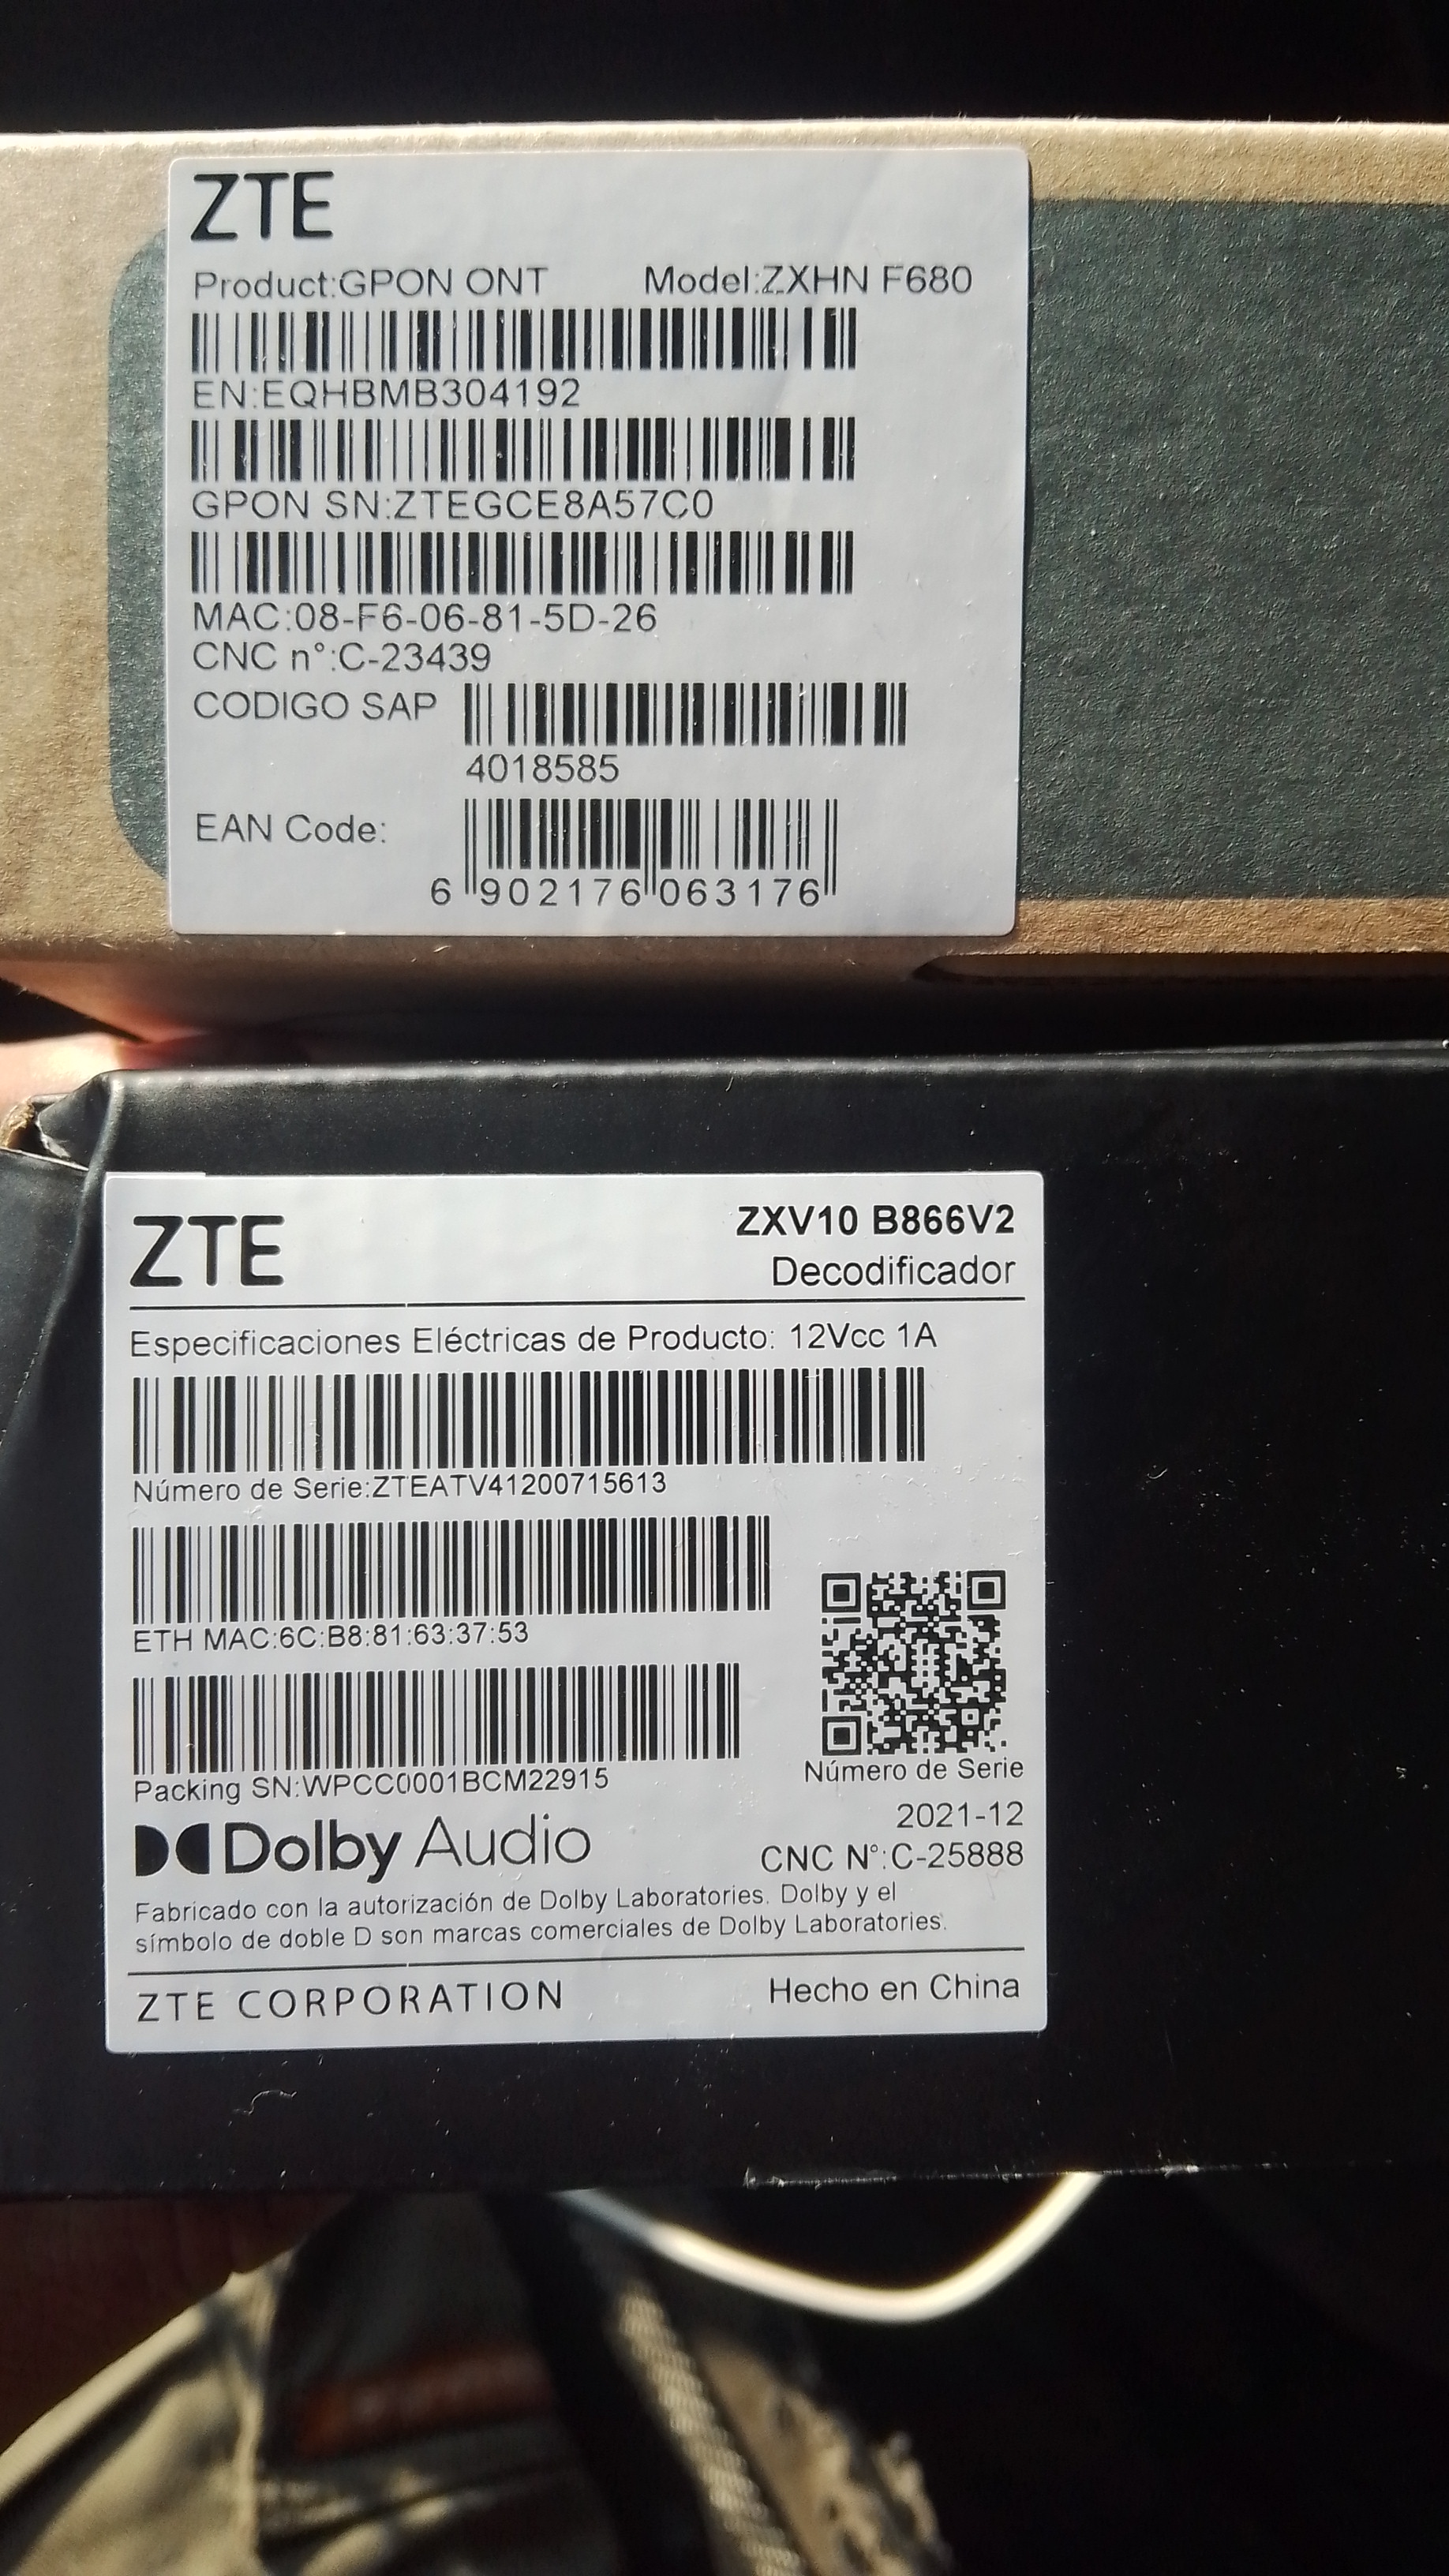 ZTE
Product:GPON ONT Model:ZXHN F680
EN:EQHBMB304192
GPON SN:ZTEGCE8A57C0
MAC:08-F6-06-81-5D-26
CNC n°:C-23439
CODIGO SAP
4018585
EAN Code:
6 902176 063176
ZTE
ZXV10 B866V2
Decodificador
Especificaciones Eléctricas de Producto: 12Vcc 1A
Número de Serie:ZTEATV41200715613
ETH MAC:6C:B8:81:63:37:53
Packing SN:WPCC0001BCM22915
Número de Serie
2021-12
Dolby Audio
CNC N°:C-25888
Fabricado con la autorización de Dolby Laboratories. Dolby y el
símbolo de doble D son marcas comerciales de Dolby Laboratories.
ZTE CORPORATION Hecho en China